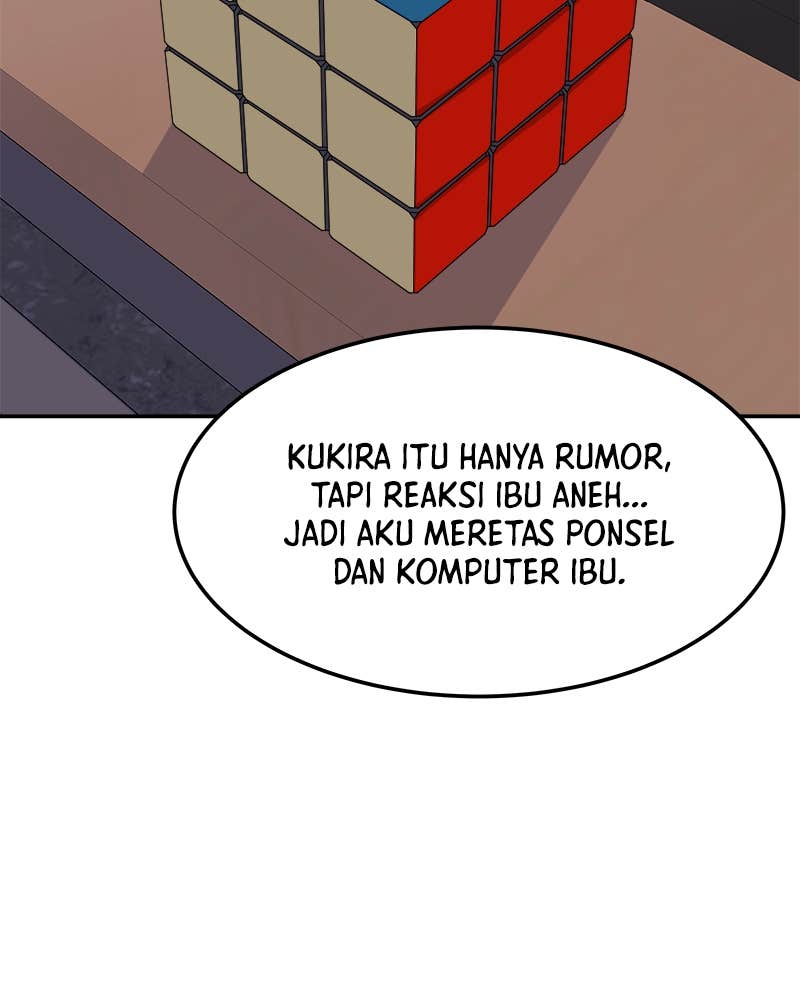 KUKIRA ITU HANYA RUMOR,
TAPI REAKSI IBU ANEH...
JADI AKU MERETAS PONSEL
DAN KOMPUTER IBU.